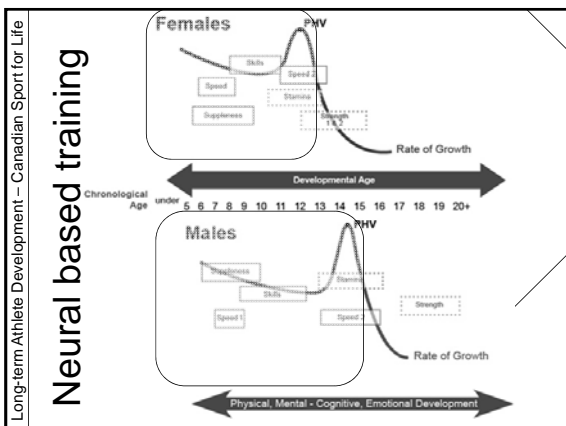 Long-term Athlete Development – Canadian Sport for Life
Neural based training
Females
PHV
Skills
Speed 2
Speed
Stamina
Suppleness
Strength
1 & 2
Rate of Growth
Developmental Age
Chronological
Age
under
5 6 7 8 9 10 11 12 13 14 15 16 17 18 19 20+
Males
PHV
Suppleness
Stamina
Skills
Strength
Speed 1
Speed 2
Rate of Growth
Physical, Mental - Cognitive, Emotional Development